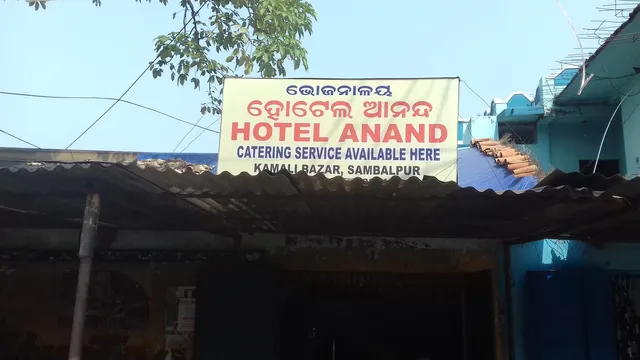 ଭୋଜନାଳୟ
ହୋଟେଲ ଆନନ୍ଦ
HOTEL ANAND
CATERING SERVICE AVAILABLE HERE
KAMALI BAZAR, SAMBALPUR